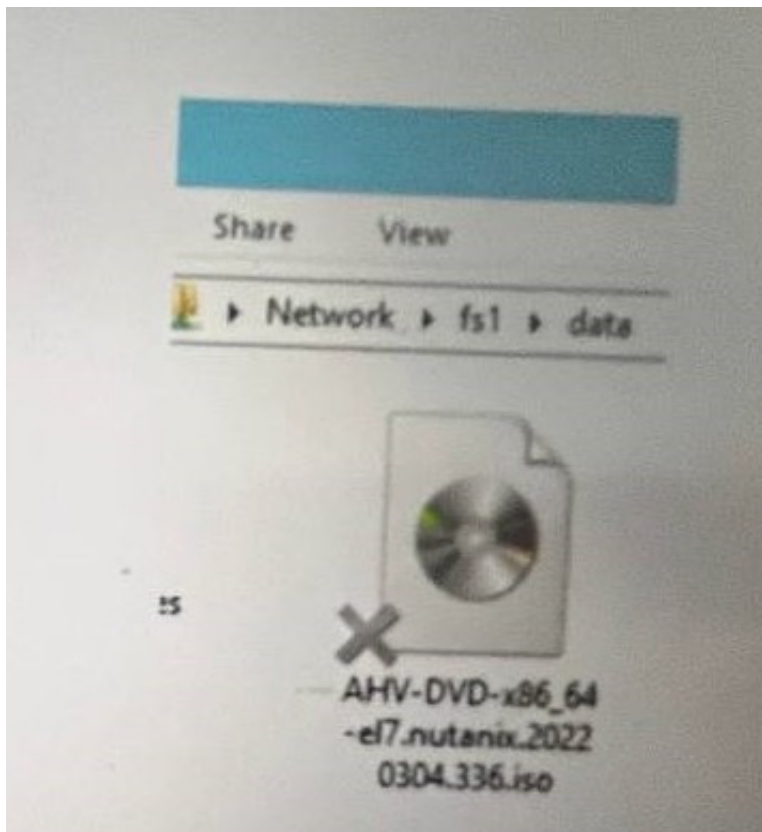 Share View
Network fs1 data
AHV-DVD-x86_64
-el7.nutanix.2022
0304.336.iso